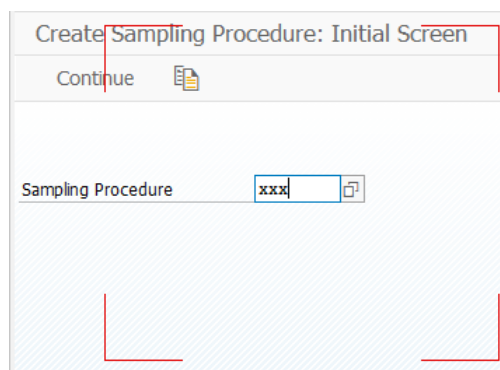 Create Sampling Procedure: Initial Screen
Continue
Sampling Procedure xxx